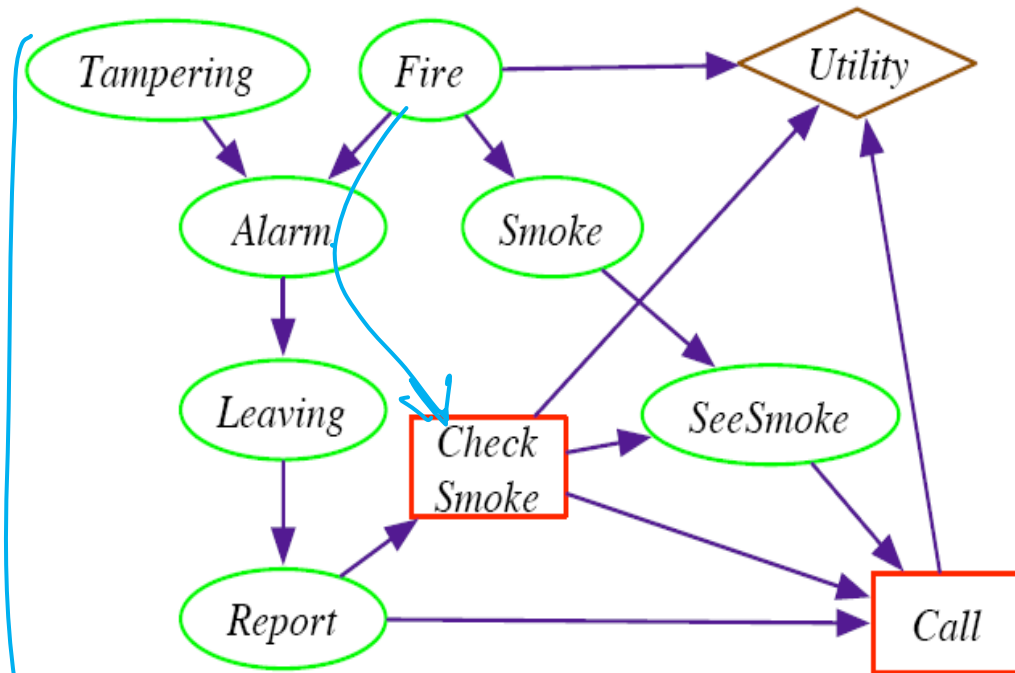 Tampering
Fire
Utility
Alarm
Smoke
Leaving
Check
Smoke
SeeSmoke
Report
Call